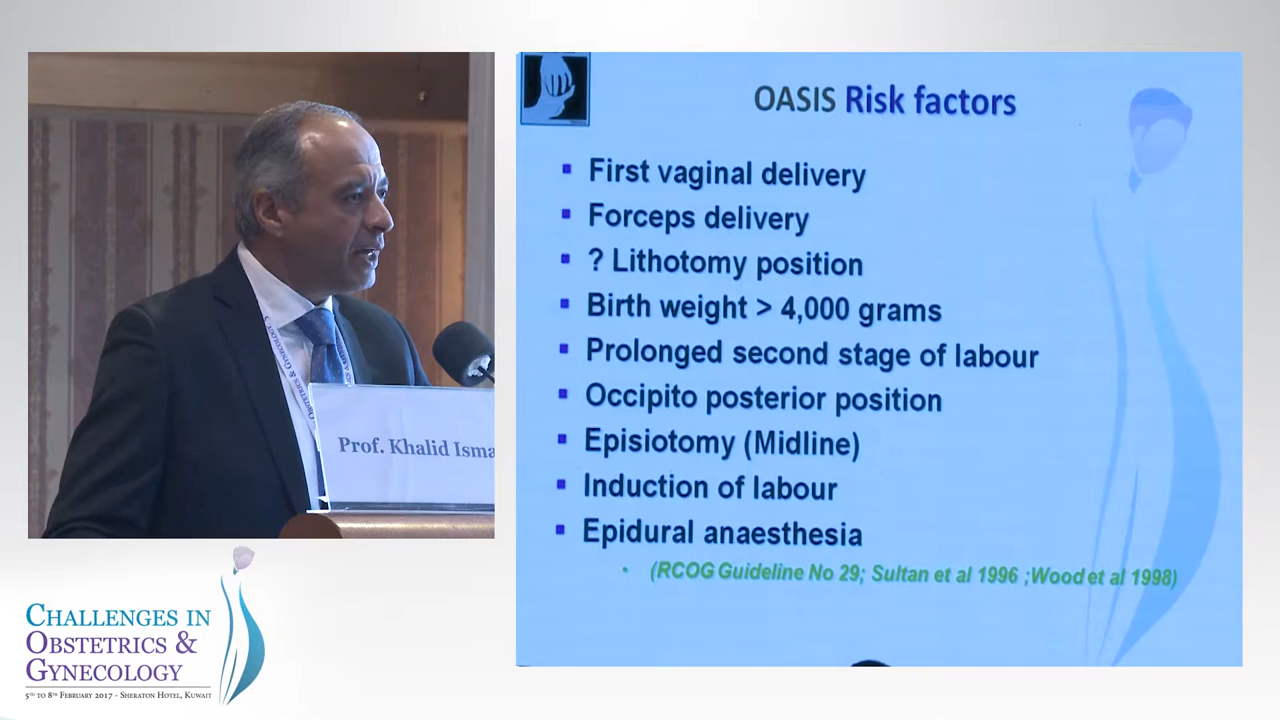 OASIS Risk factors
First vaginal delivery
Forceps delivery
? Lithotomy position
Birth weight > 4,000 grams
Prolonged second stage of labour
Occipito posterior position
Episiotomy (Midline)
Induction of labour
Epidural anaesthesia
(RCOG Guideline No 29; Sultan et al 1996 ;Wood et al 1998)
OBSTETRICS & GYNECOLOGY
Prof. Khalid Isma
CHALLENGES IN
OBSTETRICS &
GYNECOLOGY
5TH TO 8TH FEBRUARY 2017 - SHERATON HOTEL, KUWAIT